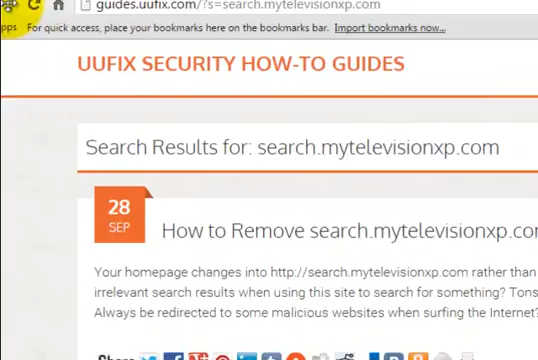 guides.uufix.com/?s=search.mytelevisionxp.com
pps For quick access, place your bookmarks here on the bookmarks bar. Import bookmarks now...
UUFIX SECURITY HOW-TO GUIDES
Search Results for: search.mytelevisionxp.com
28
SEP
How to Remove search.mytelevisionxp.co
Your homepage changes into http://search.mytelevisionxp.com rather than
irrelevant search results when using this site to search for something? Tons
Always be redirected to some malicious websites when surfing the Internet?
Share